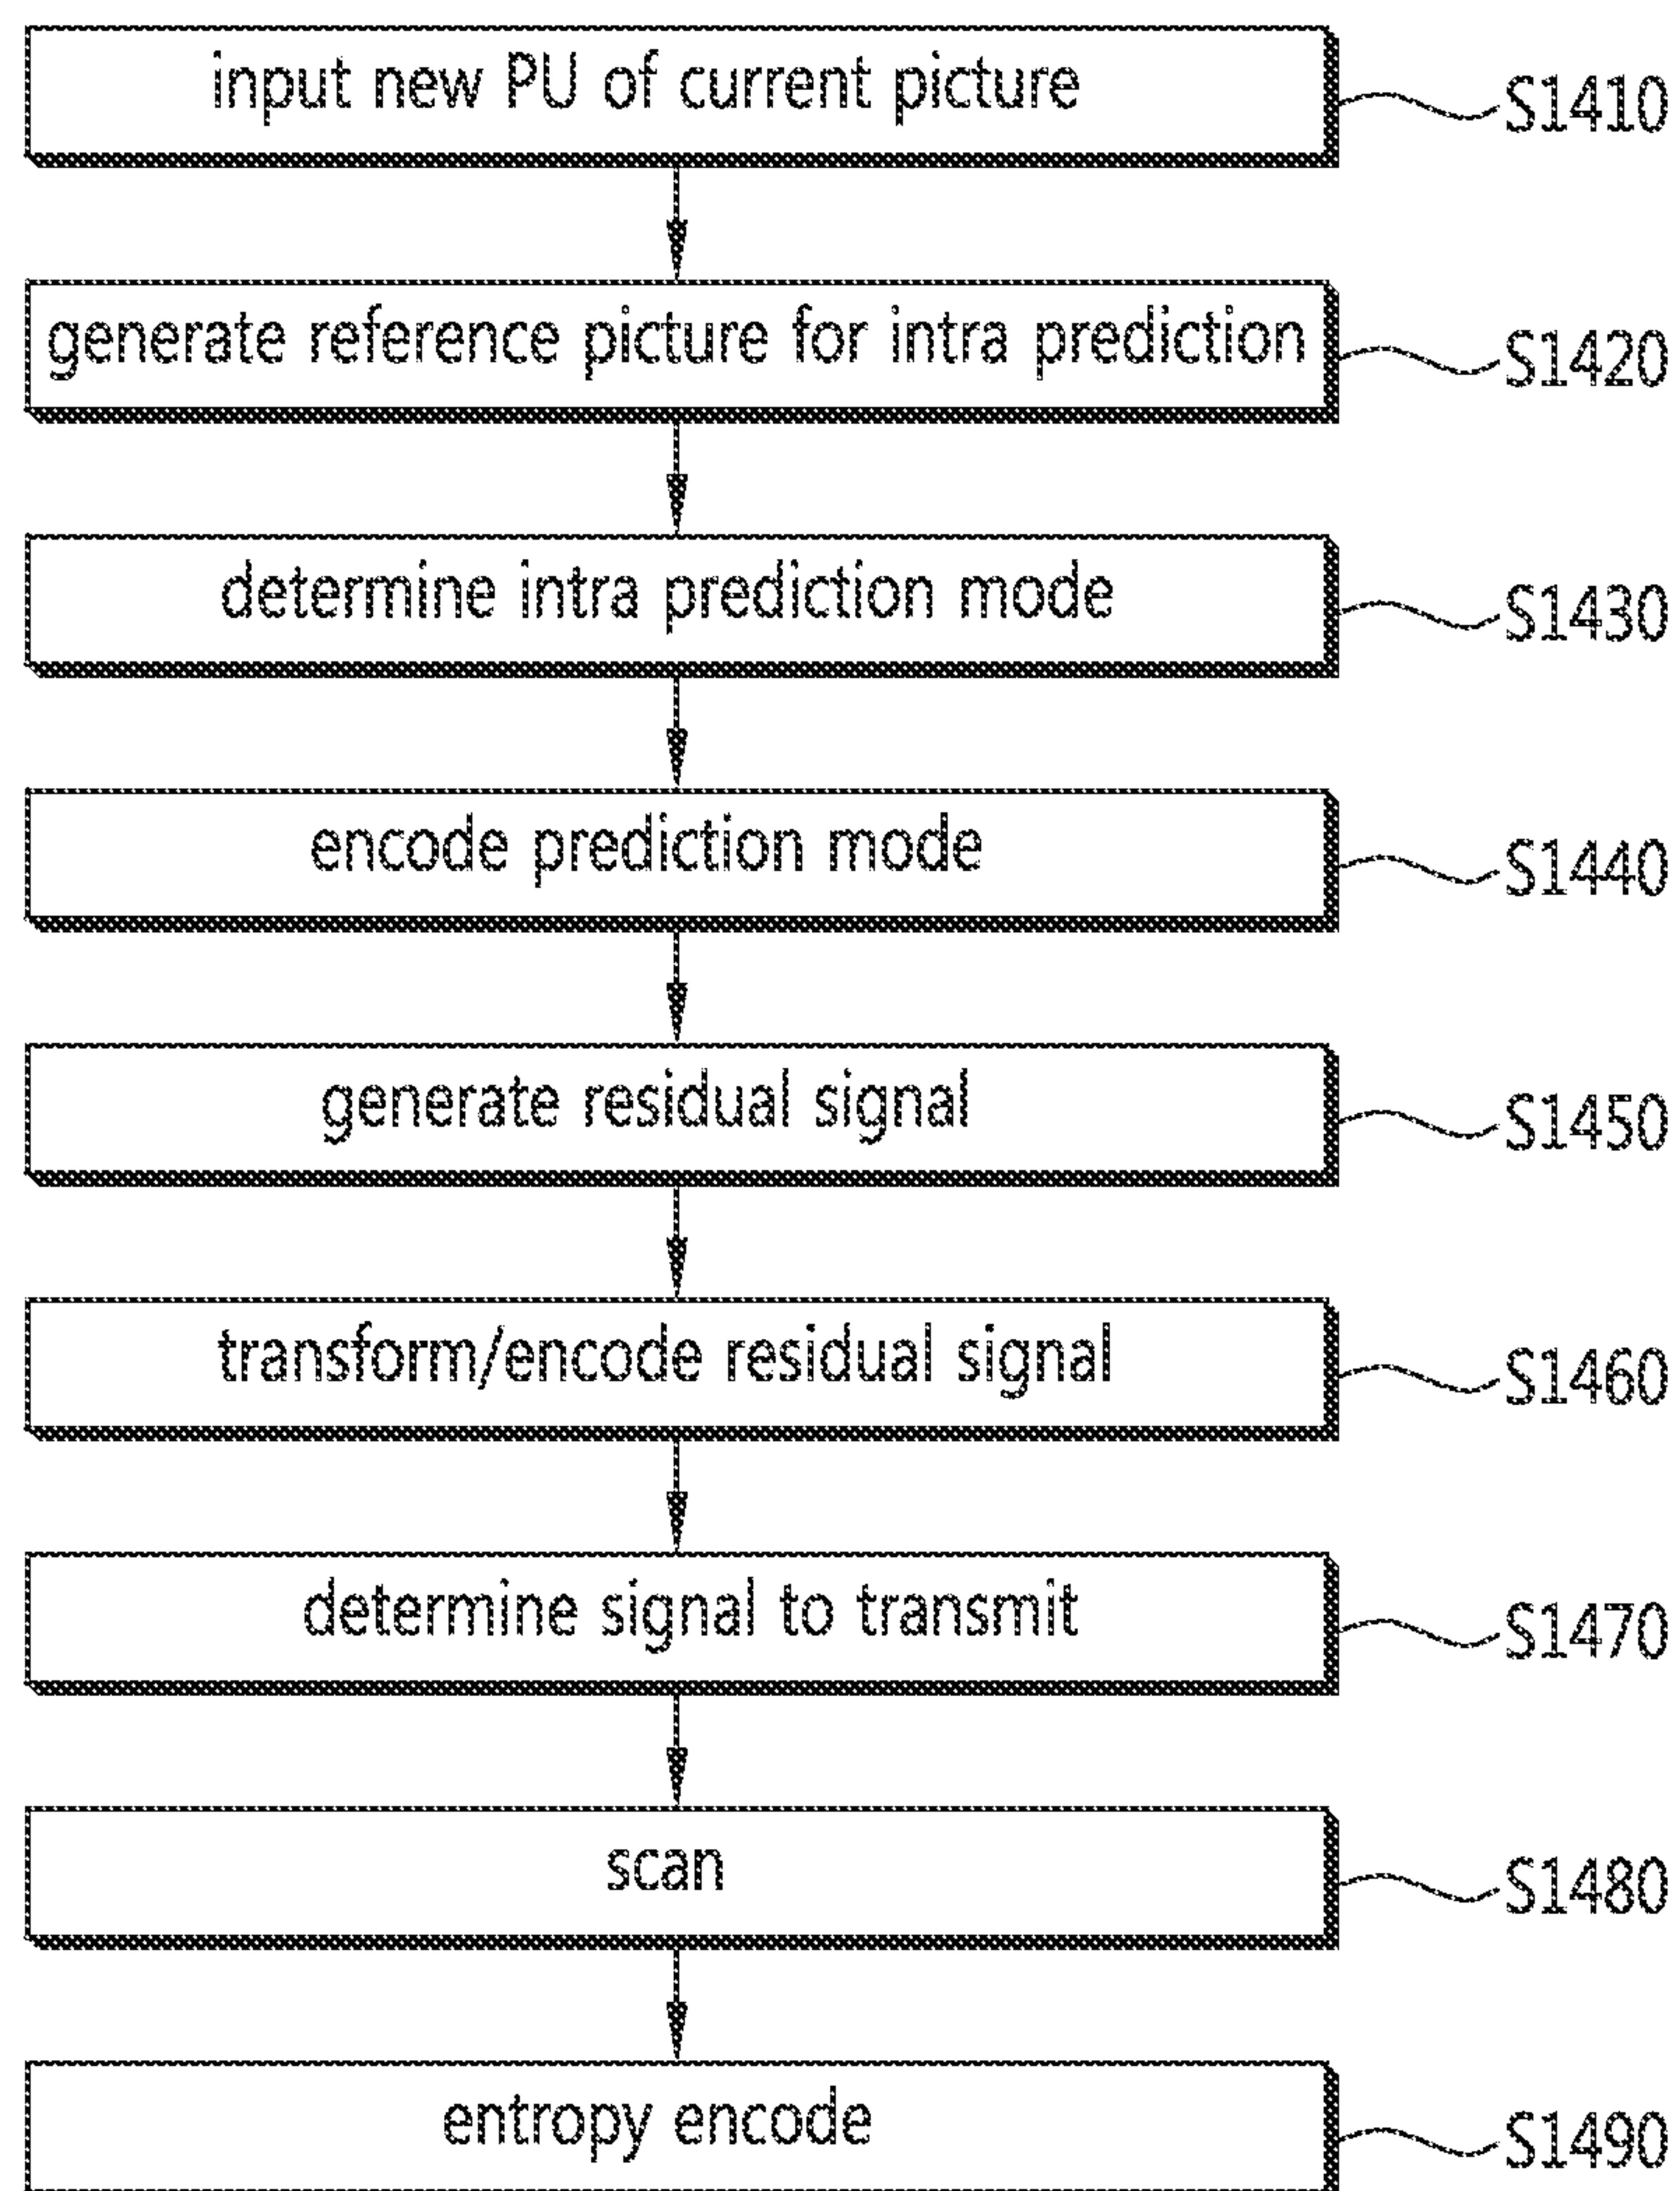 input new PU of current picture
S1410
generate reference picture for intra prediction
S1420
determine intra prediction mode
S1430
encode prediction mode
S1440
generate residual signal
S1450
transform/encode residual signal
S1460
determine signal to transmit
S1470
scan
S1480
entropy encode
S1490